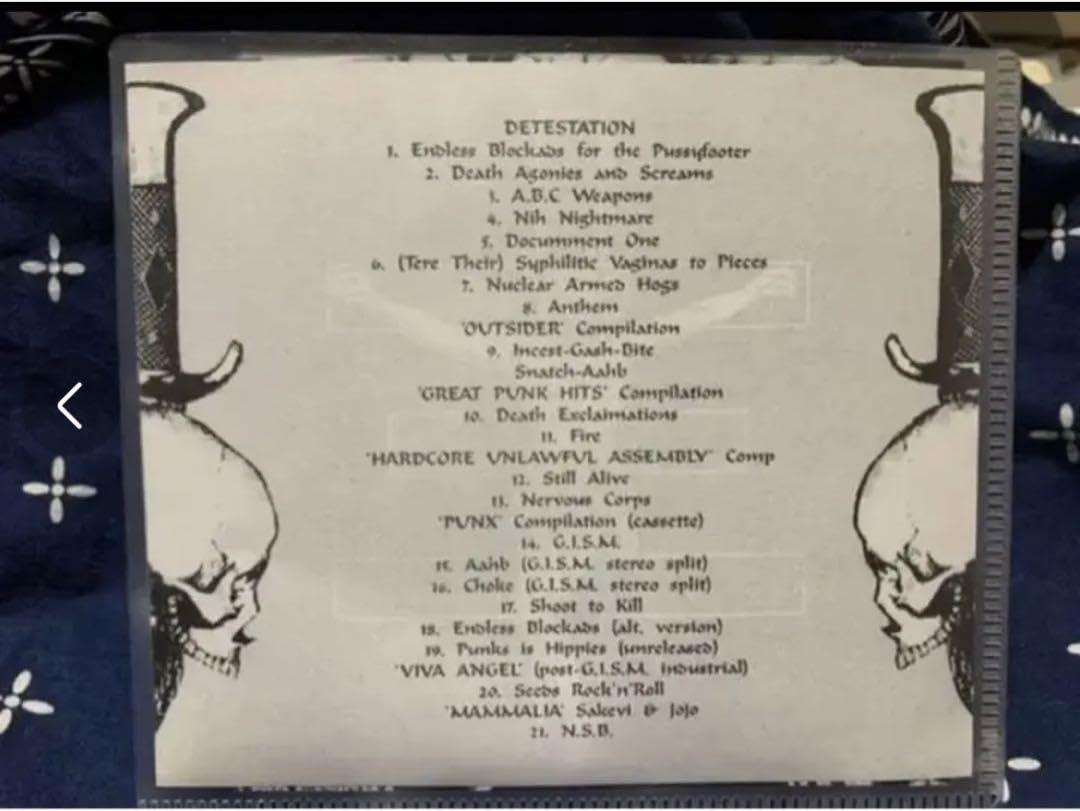 DETESTATION
1. Endless Blockads for the Pussyfooter
2. Death Agonies and Screams
3. A.B.C Weapons
4. Nih Nightmare
5. Documment One
6. (Tere Their) Syphilitic Vaginas to Pieces
7. Nuclear Armed Hogs
8. Anthem
'OUTSIDER' Compilation
9. Incest-Gash-Bite
Snatch-Aahb
'GREAT PUNK HITS' Compilation
10. Death Exclaimations
11. Fire
'HARDCORE UNLAWFUL ASSEMBLY' Comp
12. Still Alive
13. Nervous Corps
'PUNX' Compilation (cassette)
14. G.I.S.M.
15. Aahb (G.I.S.M. stereo split)
16. Choke (G.I.S.M. stereo split)
17. Shoot to Kill
18. Endless Blockads (alt. version)
19. Punks is Hippies (unreleased)
'VIVA ANGEL' (post-G.I.S.M. industrial)
20. Seeds Rock'n'Roll
'MAMMALIA' Sakevi & Jojo
21. N.S.B.